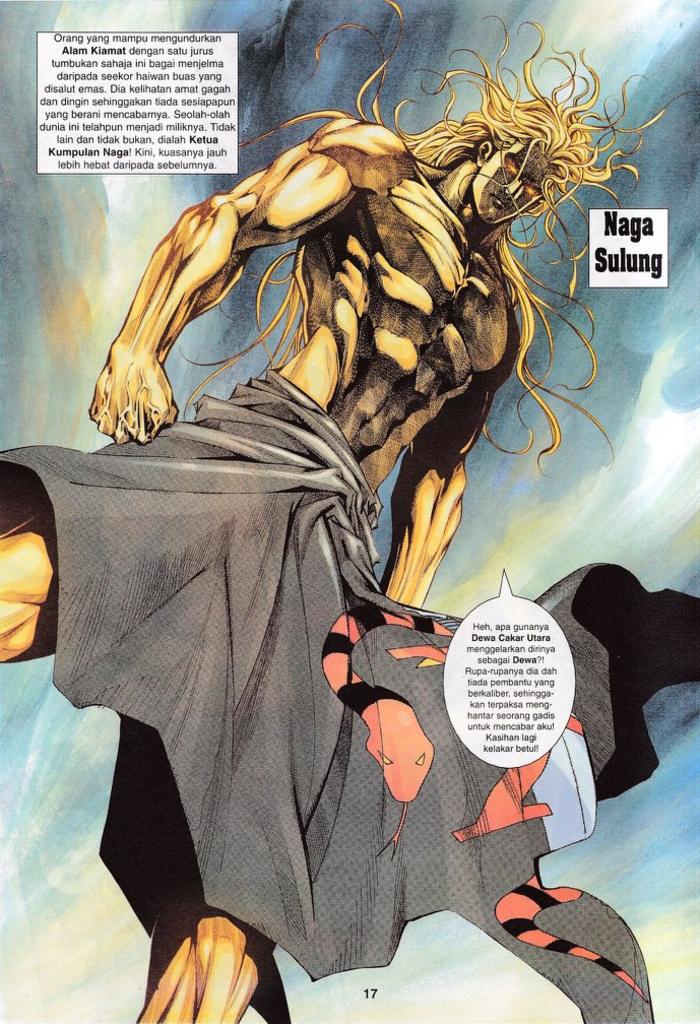 Orang yang mampu mengundurkan
Alam Kiamat dengan satu jurus
tumbukan sahaja ini bagai menjelma
daripada seekor haiwan buas yang
disalut emas. Dia kelihatan amat gagah
dan dingin sehinggakan tiada sesiapapun
yang berani mencabarnya. Seolah-olah
dunia ini telahpun menjadi miliknya. Tidak
lain dan tidak bukan, dialah Ketua
Kumpulan Naga! Kini, kuasanya jauh
lebih hebat daripada sebelumnya.
Naga
Sulung
Heh, apa gunanya
Dewa Cakar Utara
menggelarkan dirinya
sebagai Dewa?!
Rupa-rupanya dia dah
tiada pembantu yang
berkaliber, sehingga-
kan terpaksa meng-
hantar seorang gadis
untuk mencabar aku!
Kasihan lagi
kelakar betul!
17